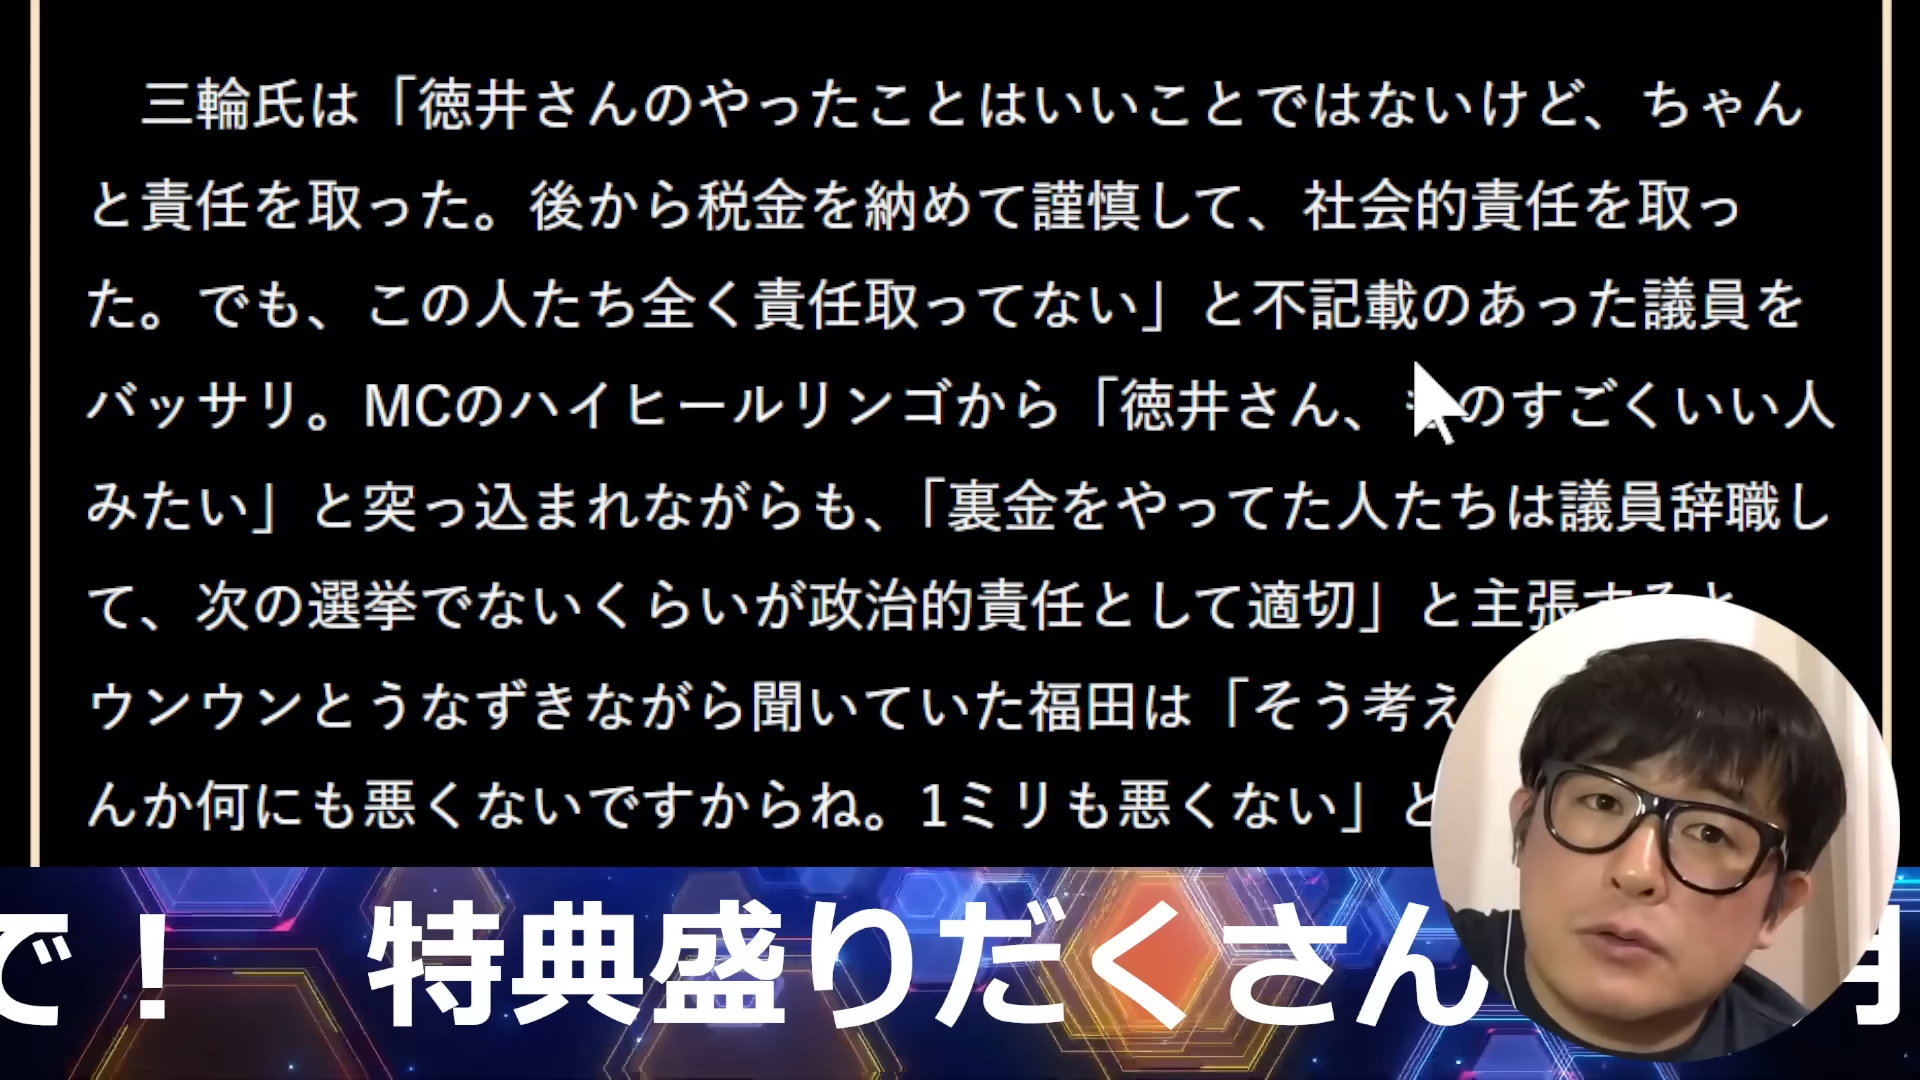 三輪氏は「徳井さんのやったことはいいことではないけど、ちゃん
と責任を取った。後から税金を納めて謹慎して、社会的責任を取っ
た。でも、この人たち全く責任取ってない」と不記載のあった議員を
バッサリ。MCのハイヒールリンゴから「徳井さん、ものすごくいい人
みたい」と突っ込まれながらも、「裏金をやってた人たちは議員辞職し
て、次の選挙でないくらいが政治的責任として適切」と主張すると
ウンウンとうなずきながら聞いていた福田は「そう考え
んか何にも悪くないですからね。1ミリも悪くない」と
で！ 特典盛りだくさん